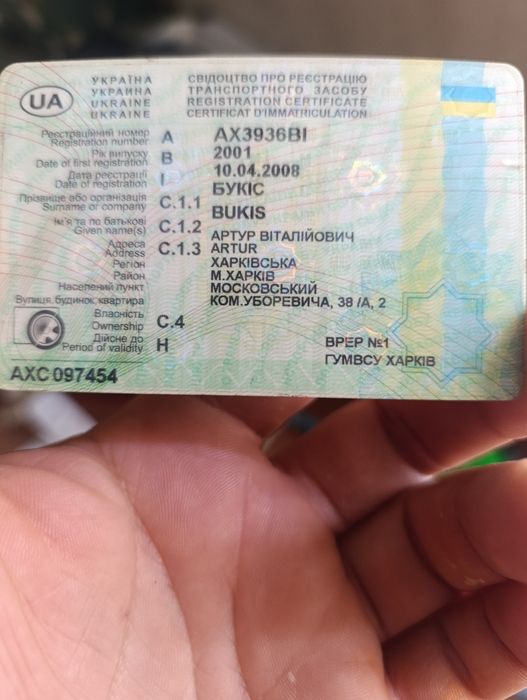 UA
УКРАЇНА
УКРАИНА
UKRAINE
UKRAINE
СВІДОЦТВО ПРО РЕЄСТРАЦІЮ
ТРАНСПОРТНОГО ЗАСОБУ
REGISTRATION CERTIFICATE
CERTIFICAT D'IMMATRICULATION
Реєстраційний номер
Registration number
A
AX3936BI
Рік випуску
Date of first registration
B
2001
Дата реєстрації
Date of registration
I
10.04.2008
Прізвище або організація
Surname or company
C.1.1
БУКІС
BUKIS
Ім'я та по батькові
Given name(s)
C.1.2
АРТУР ВІТАЛІЙОВИЧ
ARTUR
Адреса
Address
C.1.3
Регіон
ХАРКІВСЬКА
Район
М.ХАРКІВ
Населений пункт
МОСКОВСЬКИЙ
Вулиця, будинок, квартира
КОМ.УБОРЕВИЧА, 38 /А, 2
Власність
Ownership
C.4
Дійсне до
Period of validity
H
ВРЕР №1
ГУМВСУ ХАРКІВ
AXC 097454